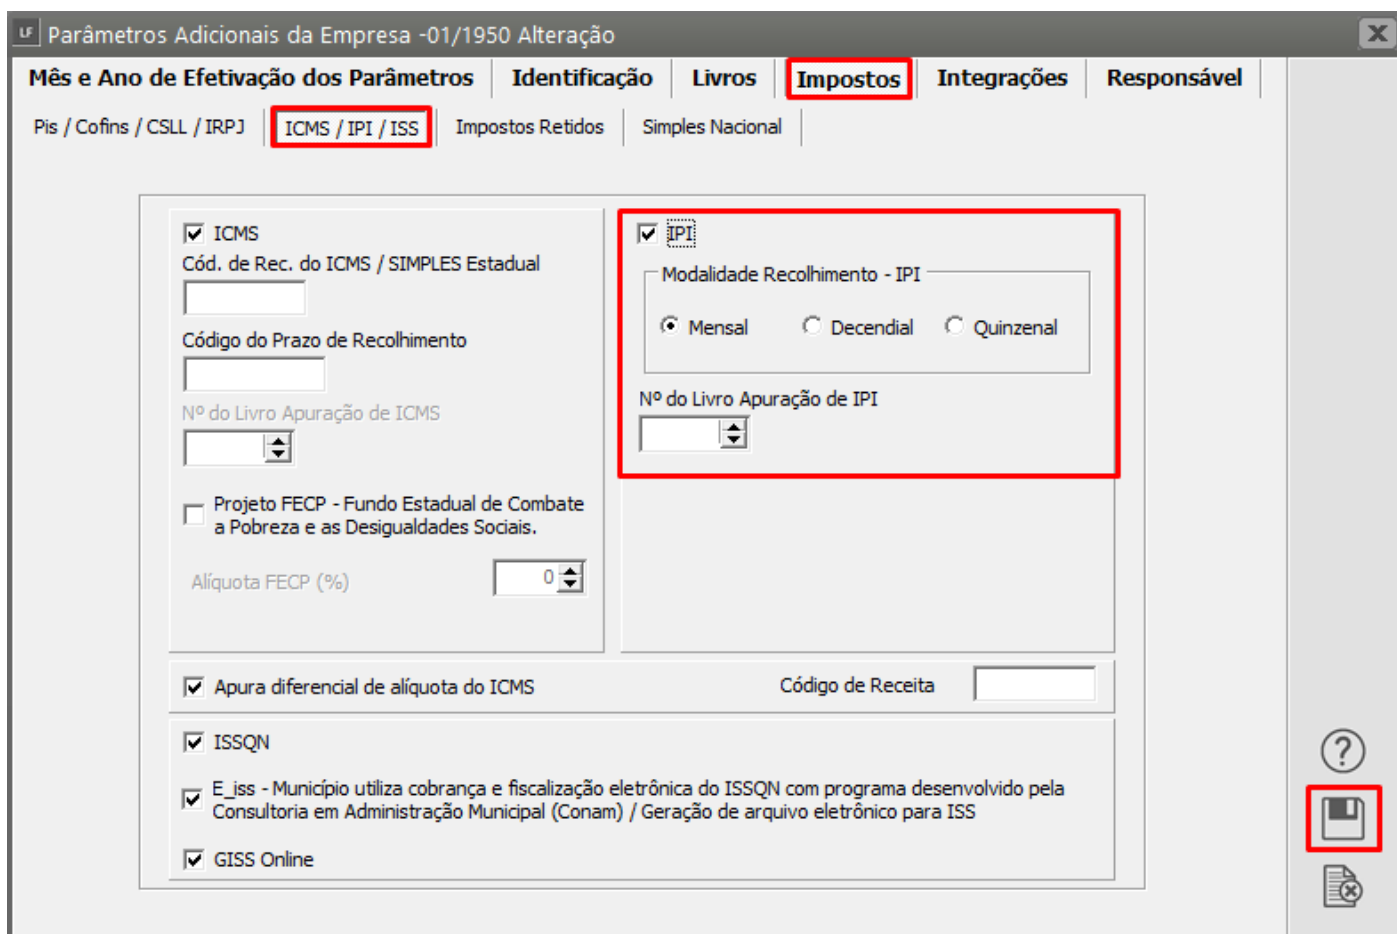 LF Parâmetros Adicionais da Empresa -01/1950 Alteração
Mês e Ano de Efetivação dos Parâmetros Identificação Livros Impostos Integrações Responsável
Pis / Cofins / CSLL / IRPJ ICMS / IPI / ISS Impostos Retidos Simples Nacional
ICMS
Cód. de Rec. do ICMS / SIMPLES Estadual
Código do Prazo de Recolhimento
Nº do Livro Apuração de ICMS
Projeto FECP - Fundo Estadual de Combate
a Pobreza e as Desigualdades Sociais.
Alíquota FECP (%) 0
IPI
Modalidade Recolhimento - IPI
Mensal Decendial Quinzenal
Nº do Livro Apuração de IPI
Apura diferencial de alíquota do ICMS Código de Receita
ISSQN
E_iss - Município utiliza cobrança e fiscalização eletrônica do ISSQN com programa desenvolvido pela
Consultoria em Administração Municipal (Conam) / Geração de arquivo eletrônico para ISS
GISS Online